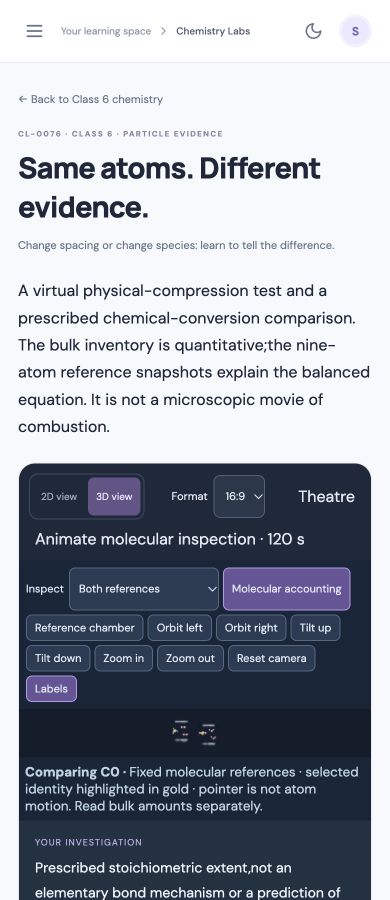 Your learning space > Chemistry Labs S
← Back to Class 6 chemistry
CL-0076 · CLASS 6 · PARTICLE EVIDENCE
Same atoms. Different
evidence.
Change spacing or change species: learn to tell the difference.
A virtual physical-compression test and a
prescribed chemical-conversion comparison.
The bulk inventory is quantitative;the nine-
atom reference snapshots explain the balanced
equation. It is not a microscopic movie of
combustion.
2D view 3D view Format 16:9 Theatre
Animate molecular inspection · 120 s
Inspect Both references Molecular accounting
Reference chamber Orbit left Orbit right Tilt up
Tilt down Zoom in Zoom out Reset camera
Labels
Comparing C0 · Fixed molecular references · selected
identity highlighted in gold · pointer is not atom
motion. Read bulk amounts separately.
YOUR INVESTIGATION
Prescribed stoichiometric extent,not an
elementary bond mechanism or a prediction of